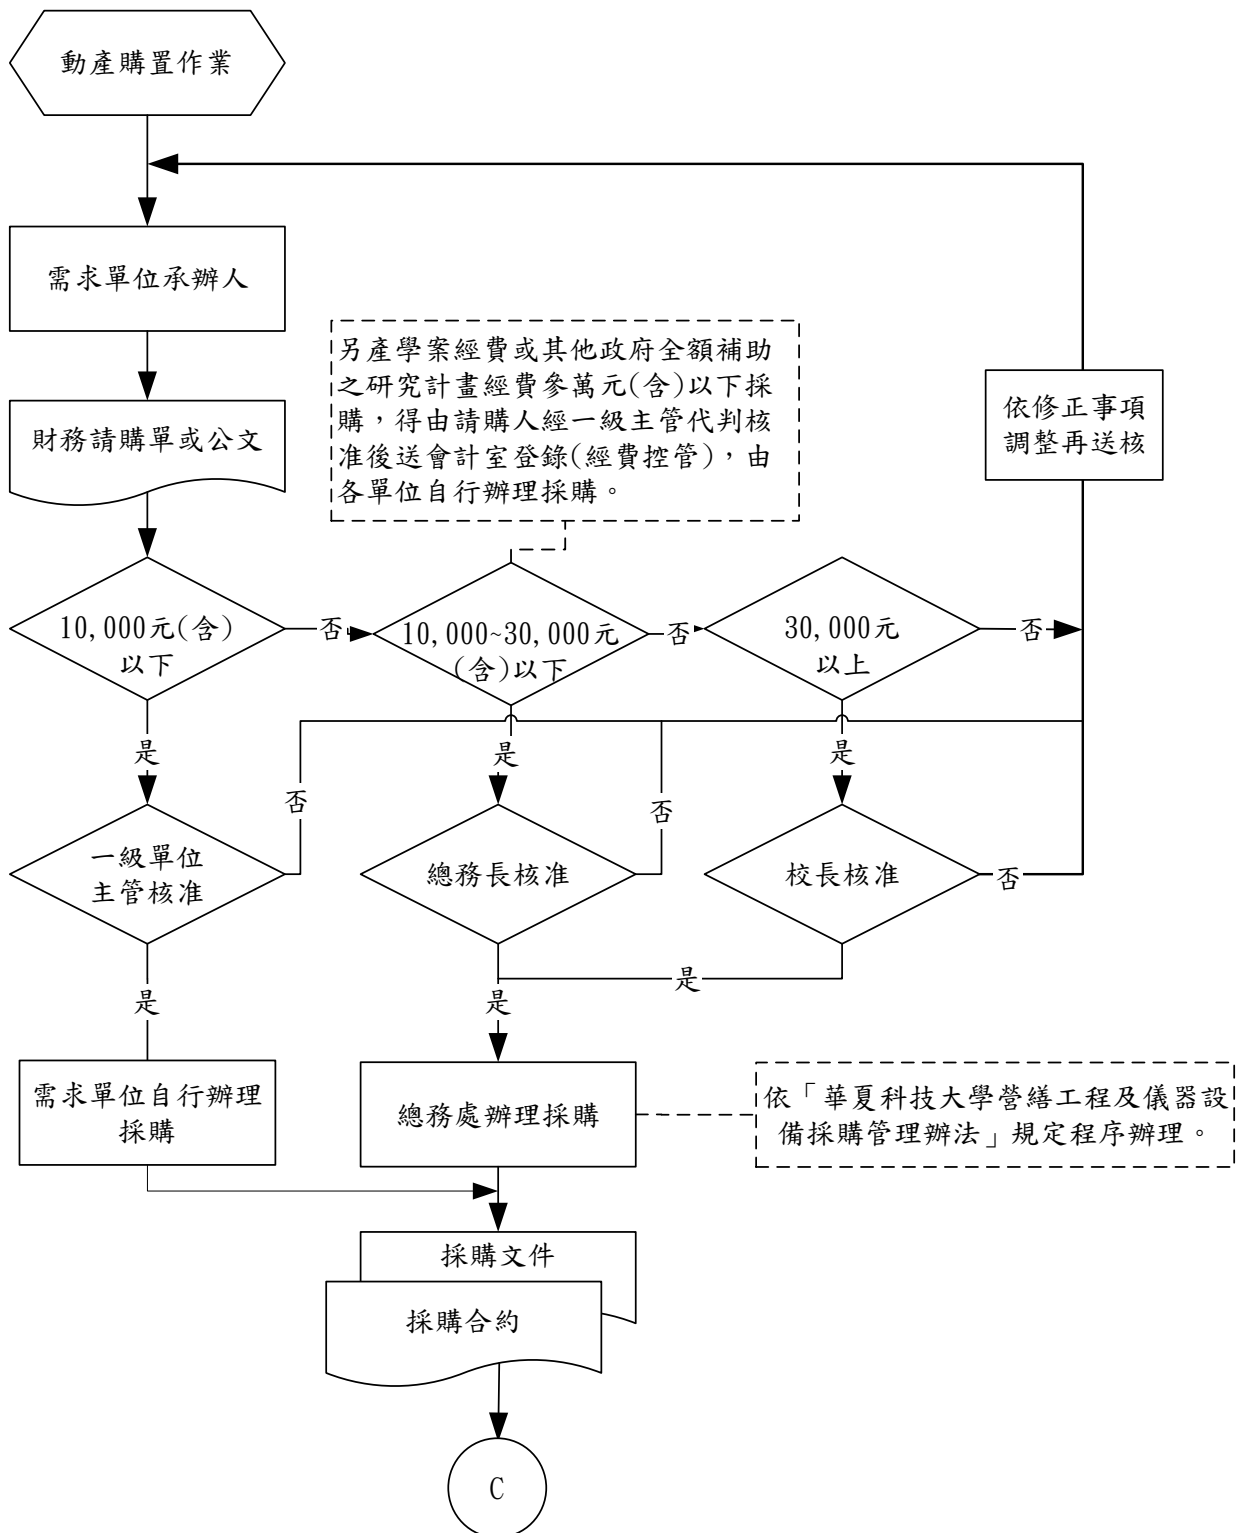 動產購置作業
需求單位承辦人
另產學案經費或其他政府全額補助
之研究計畫經費參萬元(含)以下採
購，得由請購人經一級主管代判核
准後送會計室登錄(經費控管)，由
各單位自行辦理採購。
依修正事項
調整再送核
財務請購單或公文
10,000元(含)
以下
否
10,000~30,000元
(含)以下
否
30,000元
以上
否
是
是
是
否
否
一級單位
主管核准
總務長核准
校長核准
否
是
是
是
需求單位自行辦理
採購
總務處辦理採購
依「華夏科技大學營繕工程及儀器設
備採購管理辦法」規定程序辦理。
採購文件
採購合約
C